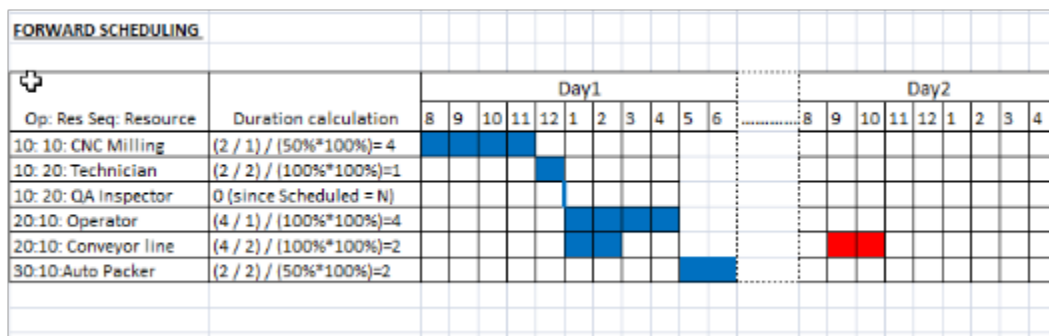 FORWARD SCHEDULING
Day1 Day2
Op: Res Seq: Resource Duration calculation 8 9 10 11 12 1 2 3 4 5 6 ............. 8 9 10 11 12 1 2 3 4
10: 10: CNC Milling (2 / 1) / (50%*100%)= 4
10: 20: Technician (2 / 2) / (100%*100%)=1
10: 20: QA Inspector 0 (since Scheduled = N)
20:10: Operator (4 / 1) / (100%*100%)=4
20:10: Conveyor line (4 / 2) / (100%*100%)=2
30:10:Auto Packer (2 / 2) / (50%*100%)=2